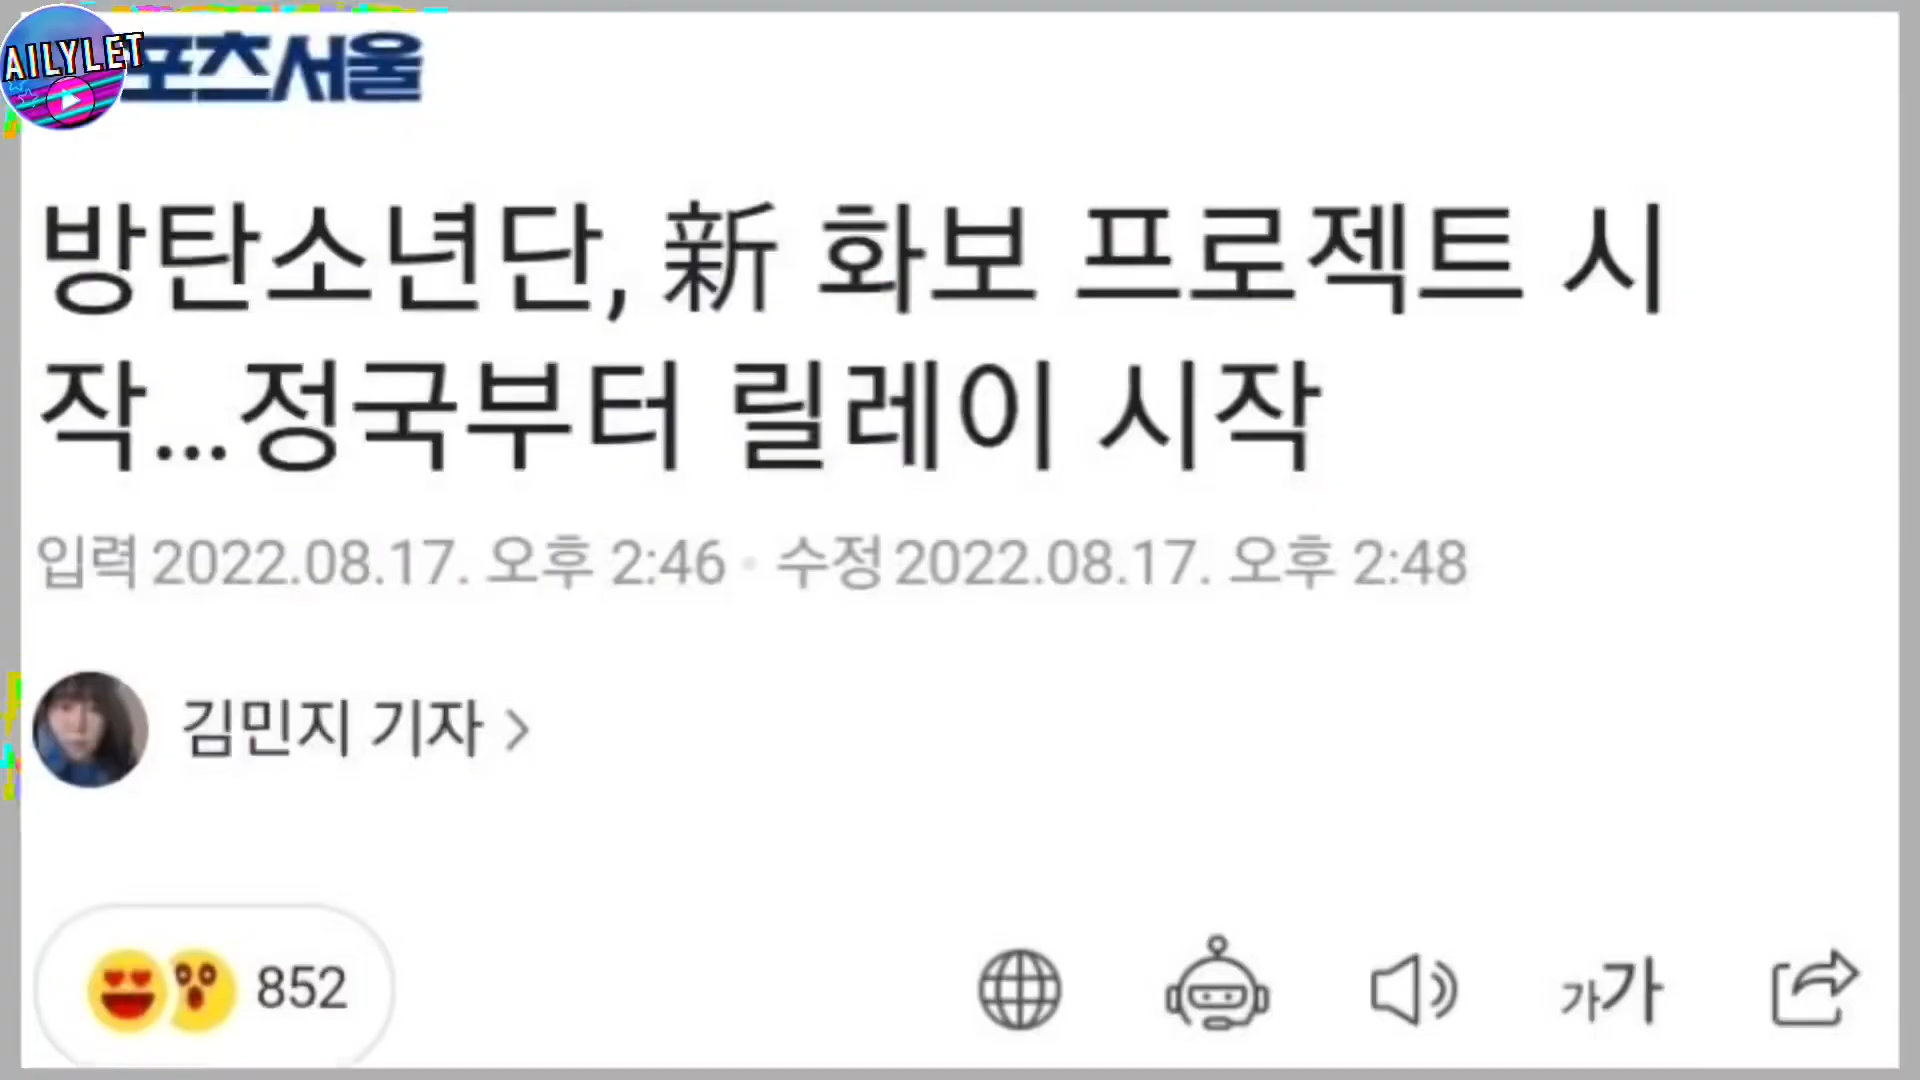 AILYLET
포츠서울
방탄소년단, 新 화보 프로젝트 시
작...정국부터 릴레이 시작
입력 2022.08.17. 오후 2:46 · 수정 2022.08.17. 오후 2:48
김민지 기자 >
852
가가